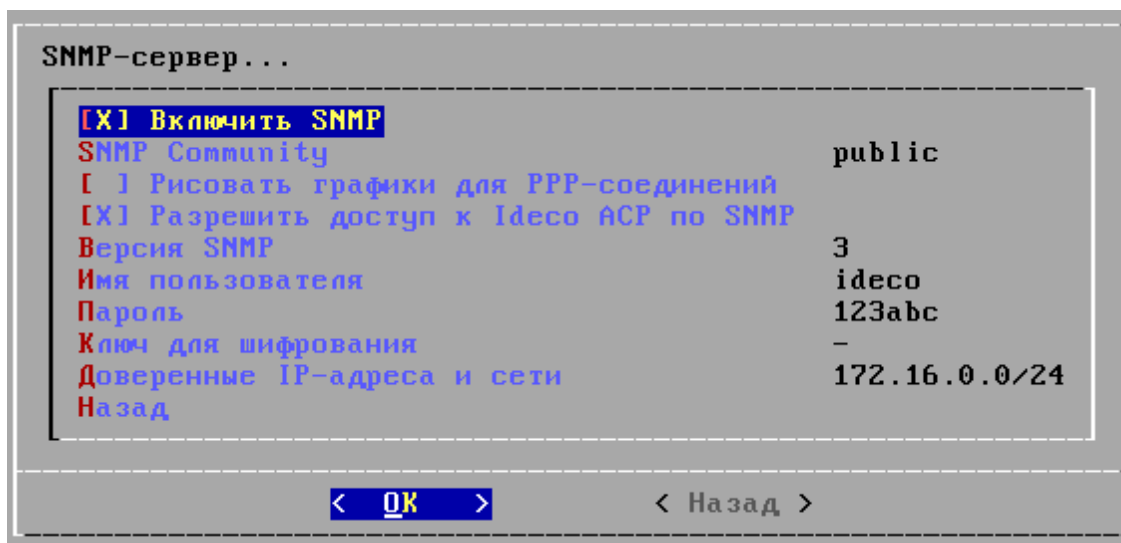 SNMP-сервер...
[X] Включить SNMP
SNMP Community public
[ ] Рисовать графики для PPP-соединений
[X] Разрешить доступ к Ideco ACP по SNMP
Версия SNMP 3
Имя пользователя ideco
Пароль 123abc
Ключ для шифрования -
Доверенные IP-адреса и сети 172.16.0.0/24
Назад
< OK > < Назад >